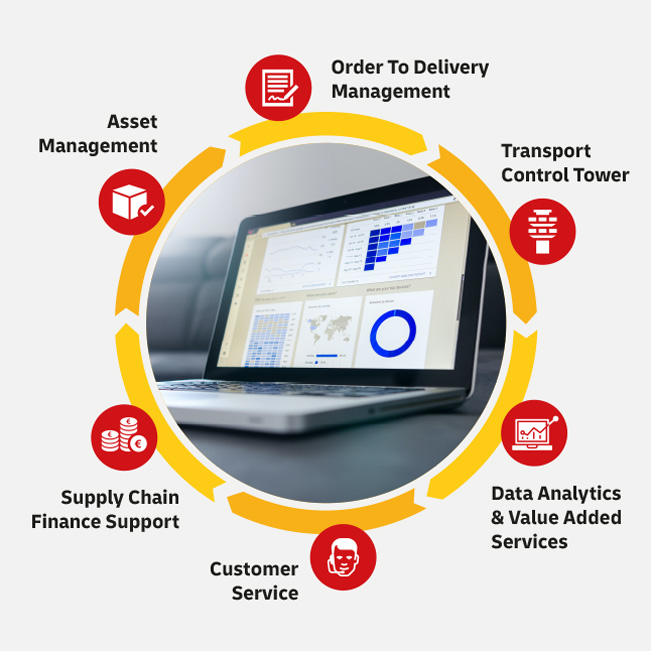 Order To Delivery
Management
Transport
Control Tower
Data Analytics
& Value Added
Services
Customer
Service
Supply Chain
Finance Support
Asset
Management